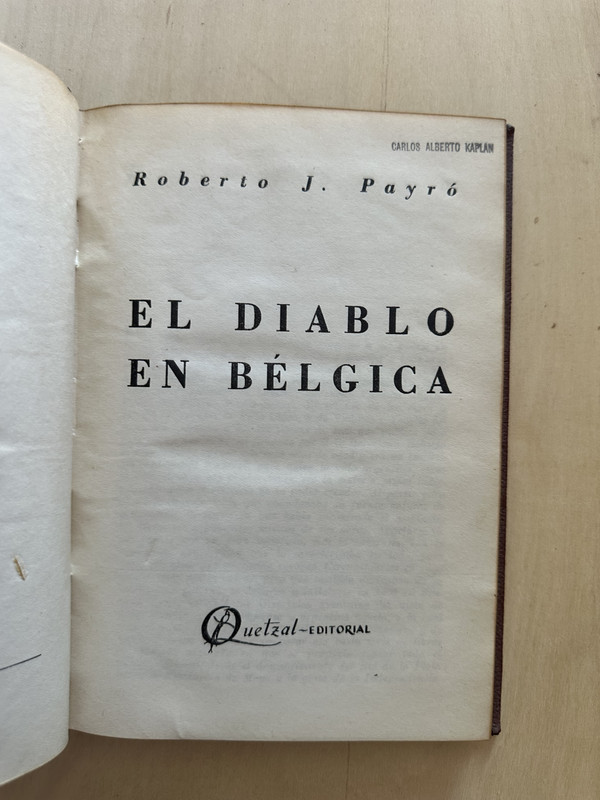 CARLOS ALBERTO KAPLAN
Roberto J. Payró
EL DIABLO
EN BÉLGICA
Quetzal-EDITORIAL